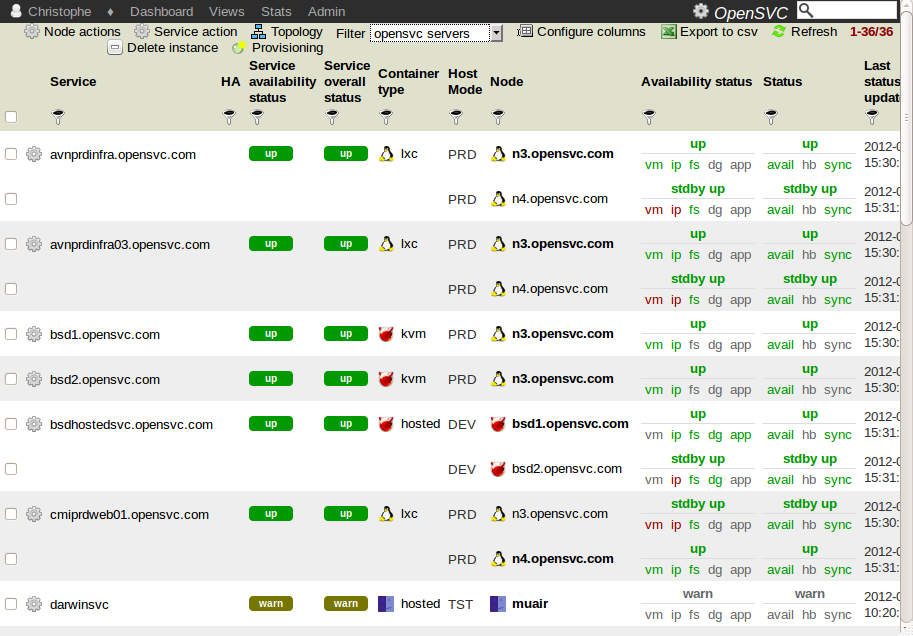 Christophe ♦ Dashboard Views Stats Admin OpenSVC
Node actions Service action Topology Filter opensvc servers Configure columns Export to csv Refresh 1-36/36
Delete instance Provisioning
Service HA Service availability status Service overall status Container type Host Mode Node Availability status Status Last status updat
avnprdinfra.opensvc.com up up lxc PRD n3.opensvc.com up up 2012-0
vm ip fs dg app avail hb sync 15:30:
PRD n4.opensvc.com stdby up stdby up 2012-0
vm ip fs dg app avail hb sync 15:31:
avnprdinfra03.opensvc.com up up lxc PRD n3.opensvc.com up up 2012-0
vm ip fs dg app avail hb sync 15:30:
PRD n4.opensvc.com stdby up stdby up 2012-0
vm ip fs dg app avail hb sync 15:31:
bsd1.opensvc.com up up kvm PRD n3.opensvc.com up up 2012-0
vm ip fs dg app avail hb sync 15:30:
bsd2.opensvc.com up up kvm PRD n3.opensvc.com up up 2012-0
vm ip fs dg app avail hb sync 15:30:
bsdhostedsvc.opensvc.com up up hosted DEV bsd1.opensvc.com up up 2012-0
vm ip fs dg app avail hb sync 15:31:
DEV bsd2.opensvc.com stdby up stdby up 2012-0
vm ip fs dg app avail hb sync 15:31:
cmiprdweb01.opensvc.com up up lxc PRD n3.opensvc.com stdby up stdby up 2012-0
vm ip fs dg app avail hb sync 15:30:
PRD n4.opensvc.com up up 2012-0
vm ip fs dg app avail hb sync 15:31:
darwinsvc warn warn hosted TST muair warn warn 2012-0
vm ip fs dg app avail hb sync 10:20: